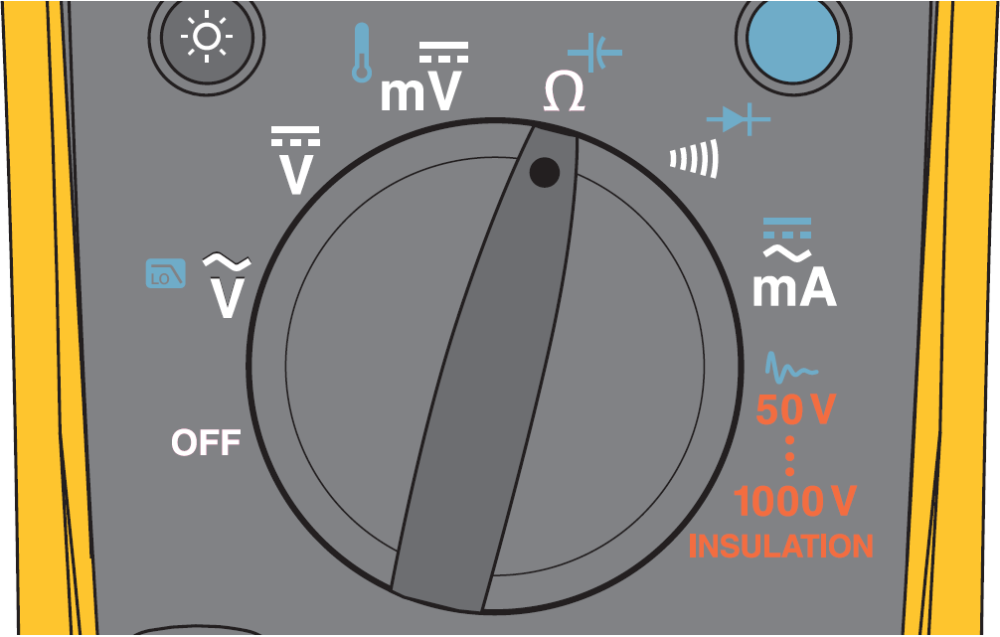 mV
Ω
V
LO
V
mA
50 V
1000 V
OFF
INSULATION